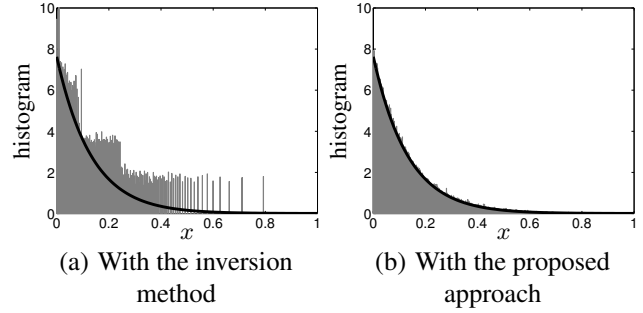 10
8
6
4
2
0
histogram
0 0.2 0.4 0.6 0.8 1
x
(a) With the inversion
method
10
8
6
4
2
0
histogram
0 0.2 0.4 0.6 0.8 1
x
(b) With the proposed
approach